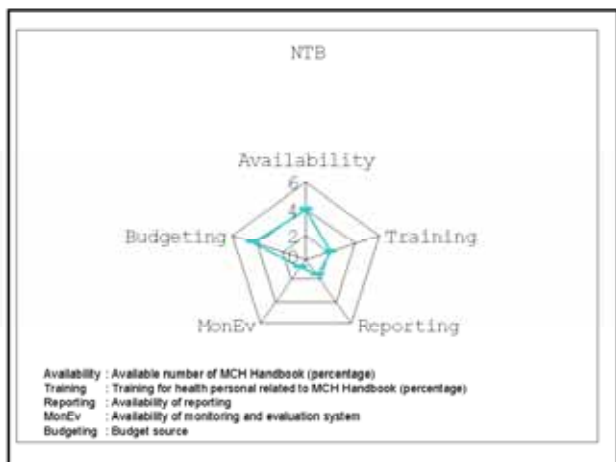 NTB
Availability
6
4
Budgeting
2
Training
0
MonEv
Reporting
Availability : Available number of MCH Handbook (percentage)
Training : Training for health personal related to MCH Handbook (percentage)
Reporting : Availability of reporting
MonEv : Availability of monitoring and evaluation system
Budgeting : Budget source